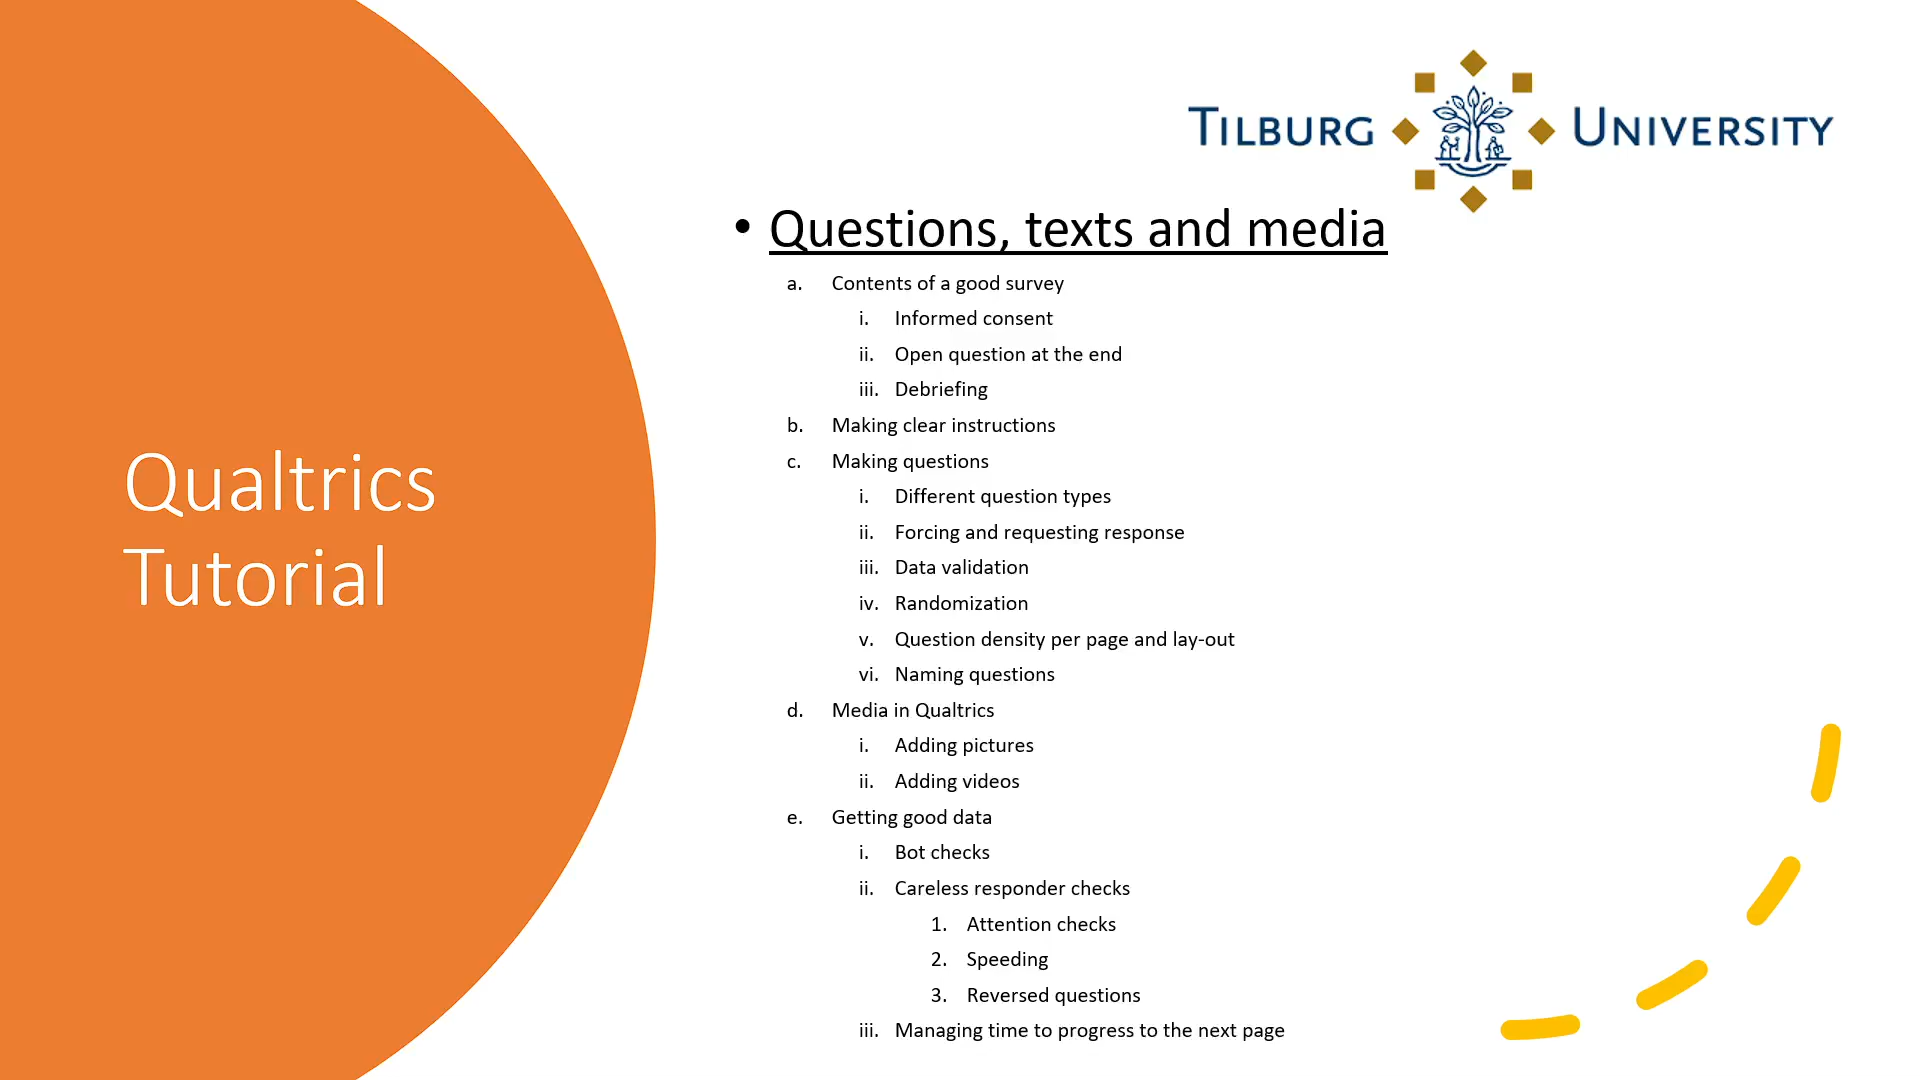 TILBURG UNIVERSITY
Qualtrics
Tutorial
• Questions, texts and media
a. Contents of a good survey
i. Informed consent
ii. Open question at the end
iii. Debriefing
b. Making clear instructions
c. Making questions
i. Different question types
ii. Forcing and requesting response
iii. Data validation
iv. Randomization
v. Question density per page and lay-out
vi. Naming questions
d. Media in Qualtrics
i. Adding pictures
ii. Adding videos
e. Getting good data
i. Bot checks
ii. Careless responder checks
1. Attention checks
2. Speeding
3. Reversed questions
iii. Managing time to progress to the next page